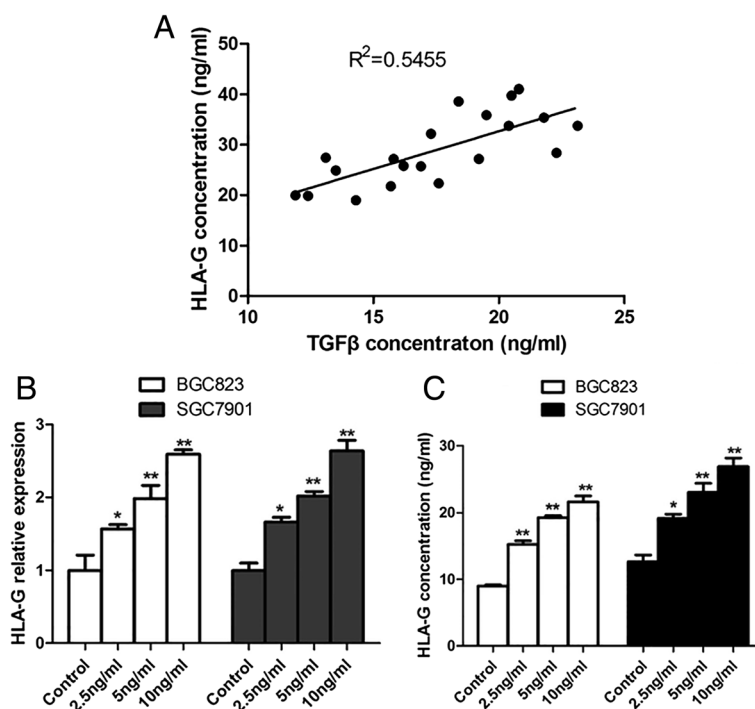 A
R²=0.5455
HLA-G concentration (ng/ml)
50
40
30
20
10
0
10
15
20
25
TGFβ concentraton (ng/ml)
B
BGC823
SGC7901
HLA-G relative expression
3
2
1
0
*
**
**
*
**
**
Control
2.5ng/ml
5ng/ml
10ng/ml
Control
2.5ng/ml
5ng/ml
10ng/ml
C
BGC823
SGC7901
HLA-G concentration (ng/ml)
30
20
10
0
**
**
**
*
**
**
Control
2.5ng/ml
5ng/ml
10ng/ml
Control
2.5ng/ml
5ng/ml
10ng/ml